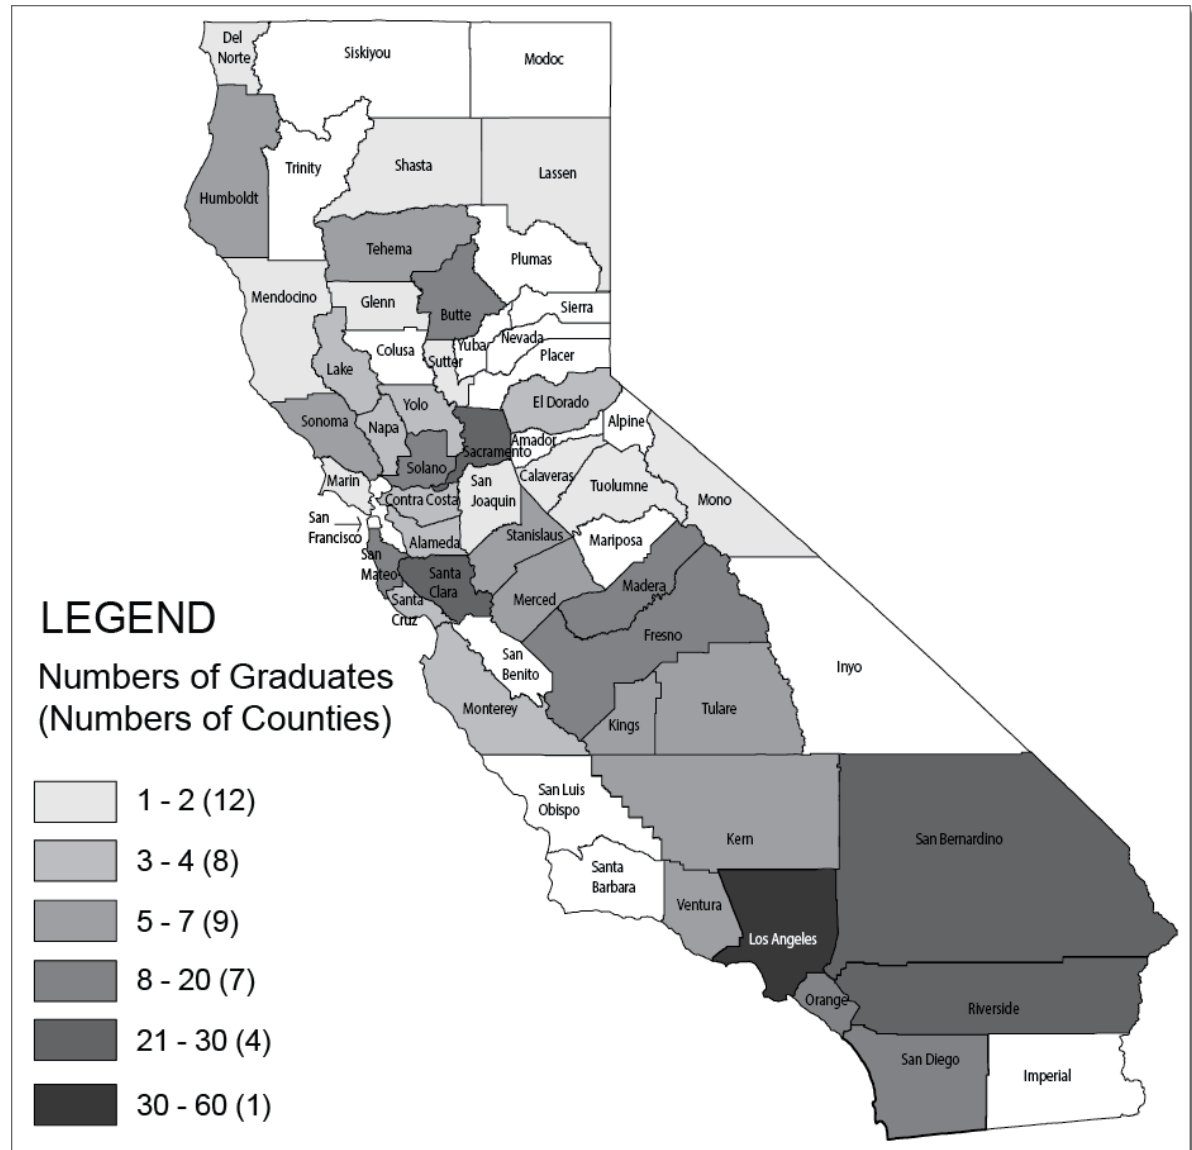 Del
Norte
Siskiyou
Modoc
Shasta
Lassen
Trinity
Humboldt
Tehema
Plumas
Mendocino
Glenn
Butte
Sierra
Nevada
Colusa
Yuba
Sutter
Placer
Lake
El Dorado
Yolo
Sonoma
Napa
Alpine
Amador
Sacramento
Solano
Calaveras
Marin
San
Joaquin
Tuolumne
Contra Costa
Mono
San
Francisco
Stanislaus
Mariposa
Alameda
San
Mateo
Santa
Clara
Madera
Merced
Santa
Cruz
Fresno
San
Benito
Inyo
Monterey
Kings
Tulare
San Luis
Obispo
Kern
San Bernardino
Santa
Barbara
Ventura
Los Angeles
Orange
Riverside
San Diego
Imperial
LEGEND
Numbers of Graduates
(Numbers of Counties)
1 - 2 (12)
3 - 4 (8)
5 - 7 (9)
8 - 20 (7)
21 - 30 (4)
30 - 60 (1)